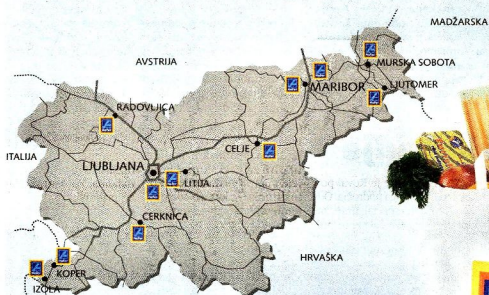 MADŽARSKA
AVSTRIJA
MURSKA SOBOTA
MARIBOR
LJUTOMER
RADOVLJICA
CELJE
ITALIJA
LJUBLJANA
LITIJA
CERKNICA
HRVAŠKA
KOPER
IZOLA